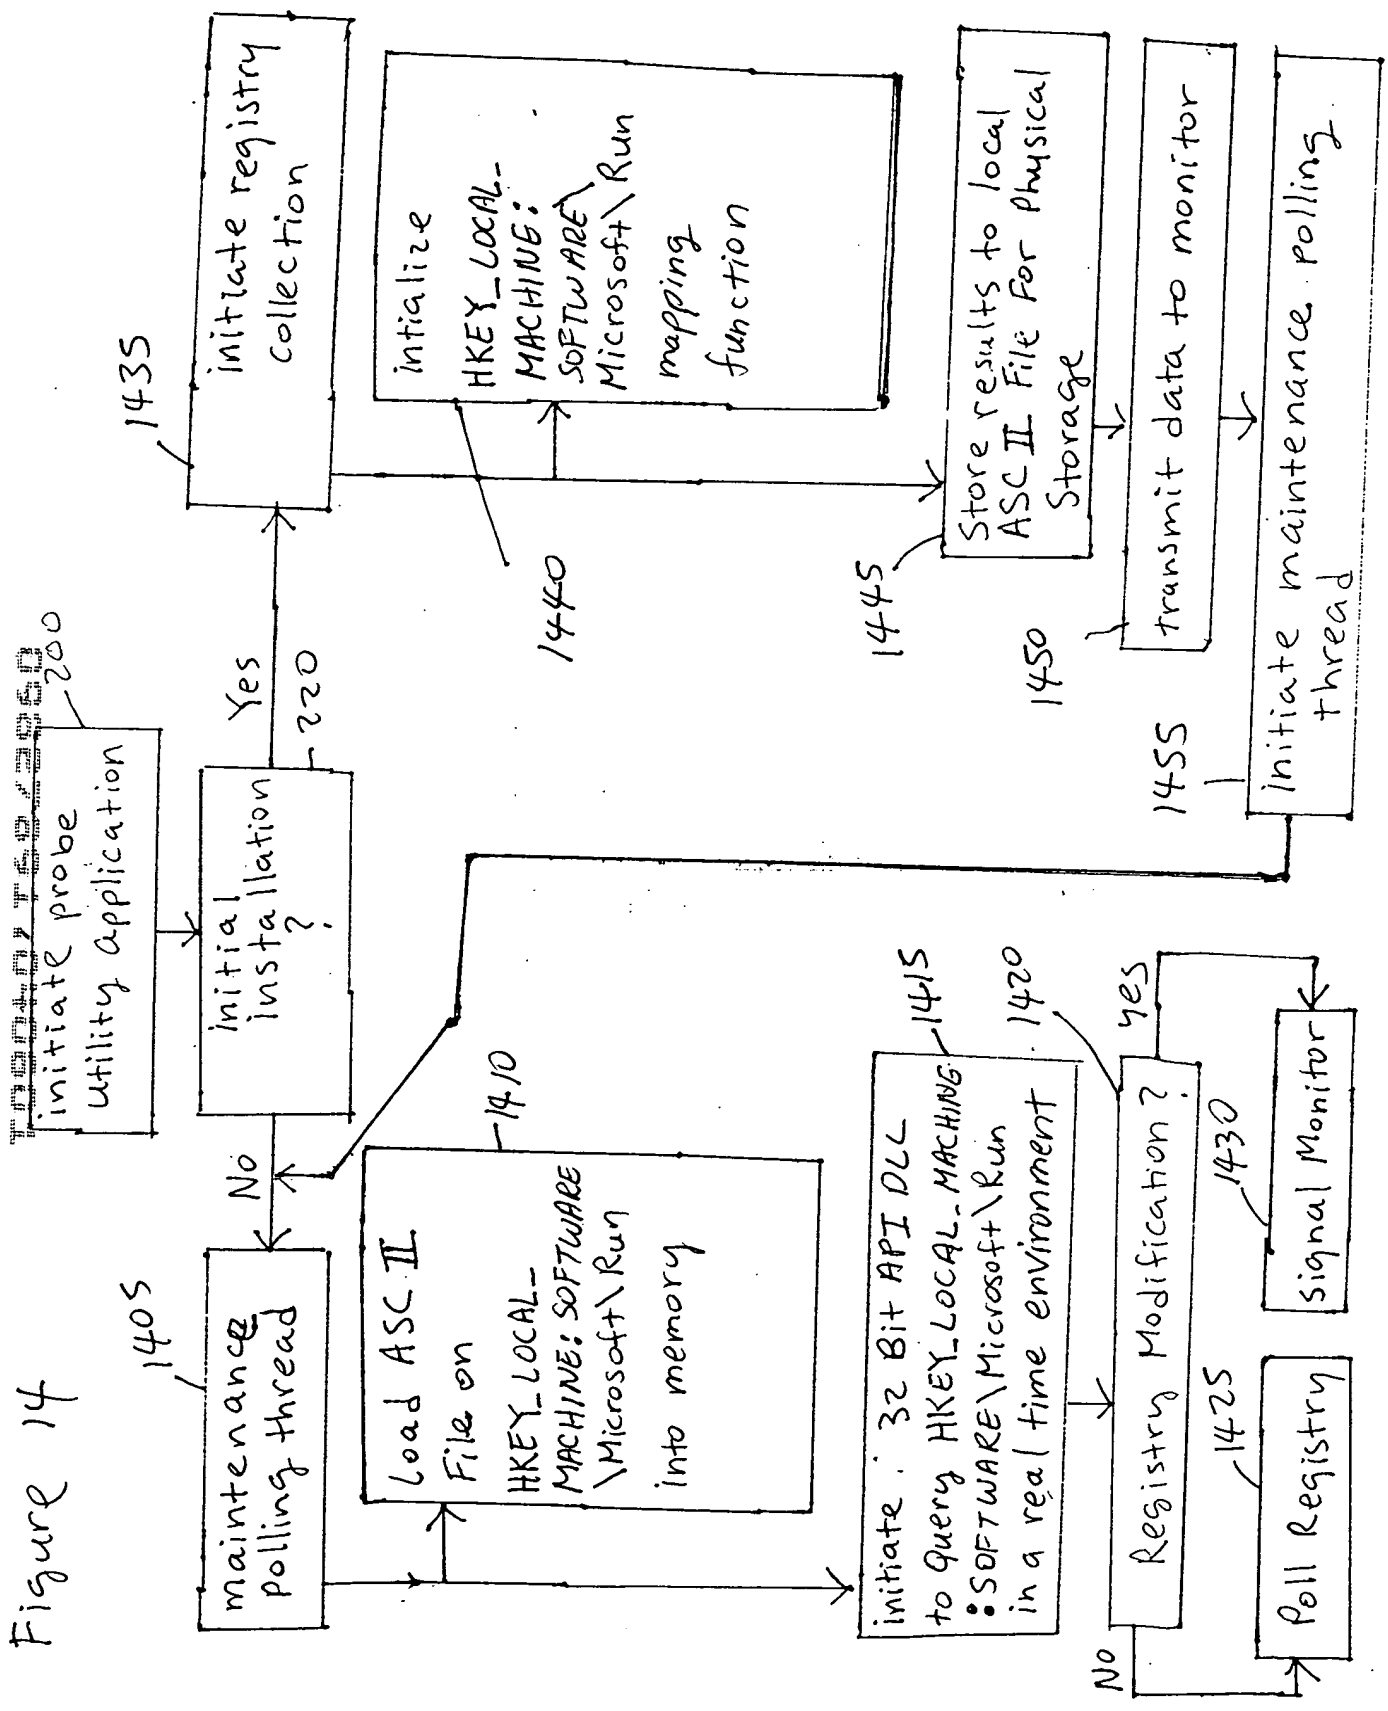 Figure 14
initiate probe
utility application
200
initial
installation
?
220
No
Yes
1405
maintenance
polling thread
1410
Load ASC II
File on
HKEY_LOCAL_
MACHINE: SOFTWARE
\Microsoft\Run
into memory
1415
initiate 32 Bit API DLL
to Query HKEY_LOCAL_MACHINE
:SOFTWARE\Microsoft\Run
in a real time environment
1420
Registry Modification?
No
yes
1425
Poll Registry
1430
Signal Monitor
1435
initiate registry
collection
1440
intialize
HKEY_LOCAL_
MACHINE:
SOFTWARE\
Microsoft\Run
mapping
function
1445
Store results to local
ASC II File For Physical
Storage
1450
transmit data to monitor
1455
initiate maintenance polling
thread